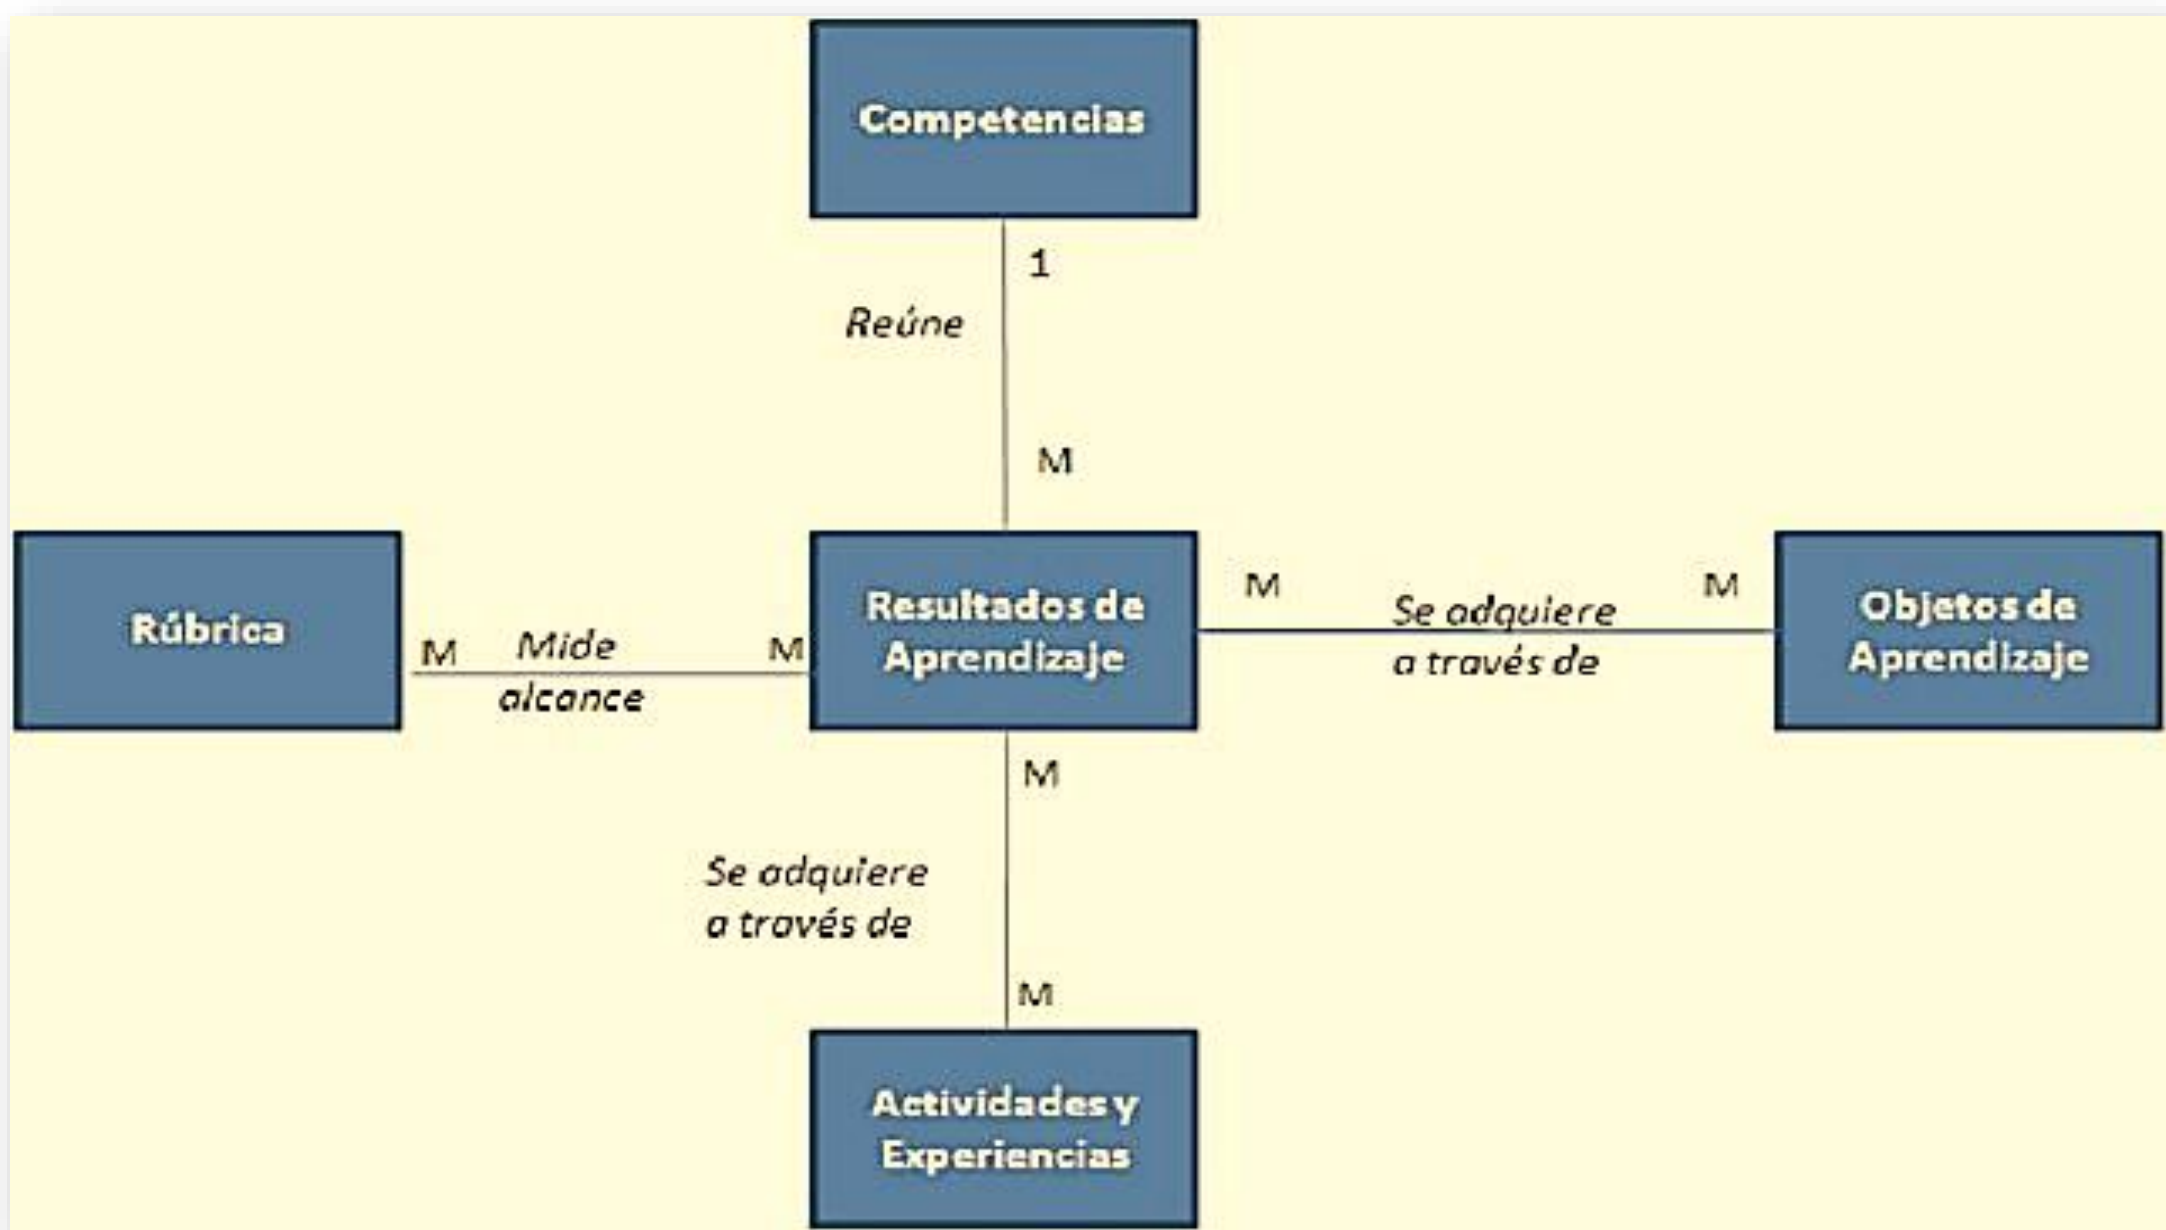 Competencias
1
Reúne
M
Rúbrica
M
Mide
alcance
M
Resultados de
Aprendizaje
M
Se adquiere
a través de
M
Objetos de
Aprendizaje
M
Se adquiere
a través de
M
Actividades y
Experiencias